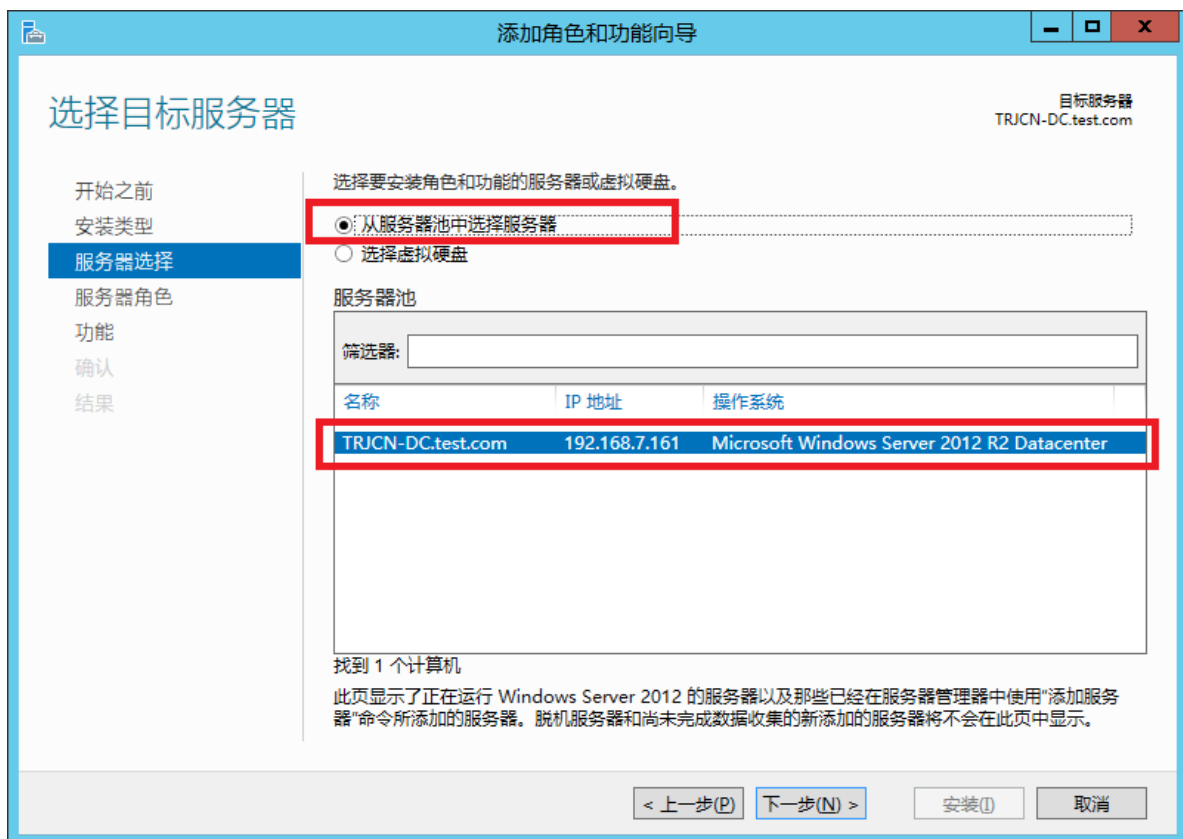 添加角色和功能向导
选择目标服务器
目标服务器
TRJCN-DC.test.com
开始之前
安装类型
服务器选择
服务器角色
功能
确认
结果
选择要安装角色和功能的服务器或虚拟硬盘。
从服务器池中选择服务器
选择虚拟硬盘
服务器池
筛选器:
名称 IP 地址 操作系统
TRJCN-DC.test.com 192.168.7.161 Microsoft Windows Server 2012 R2 Datacenter
找到 1 个计算机
此页显示了正在运行 Windows Server 2012 的服务器以及那些已经在服务器管理器中使用"添加服务
器"命令所添加的服务器。脱机服务器和尚未完成数据收集的新添加的服务器将不会在此页中显示。
< 上一步(P) 下一步(N) > 安装(I) 取消